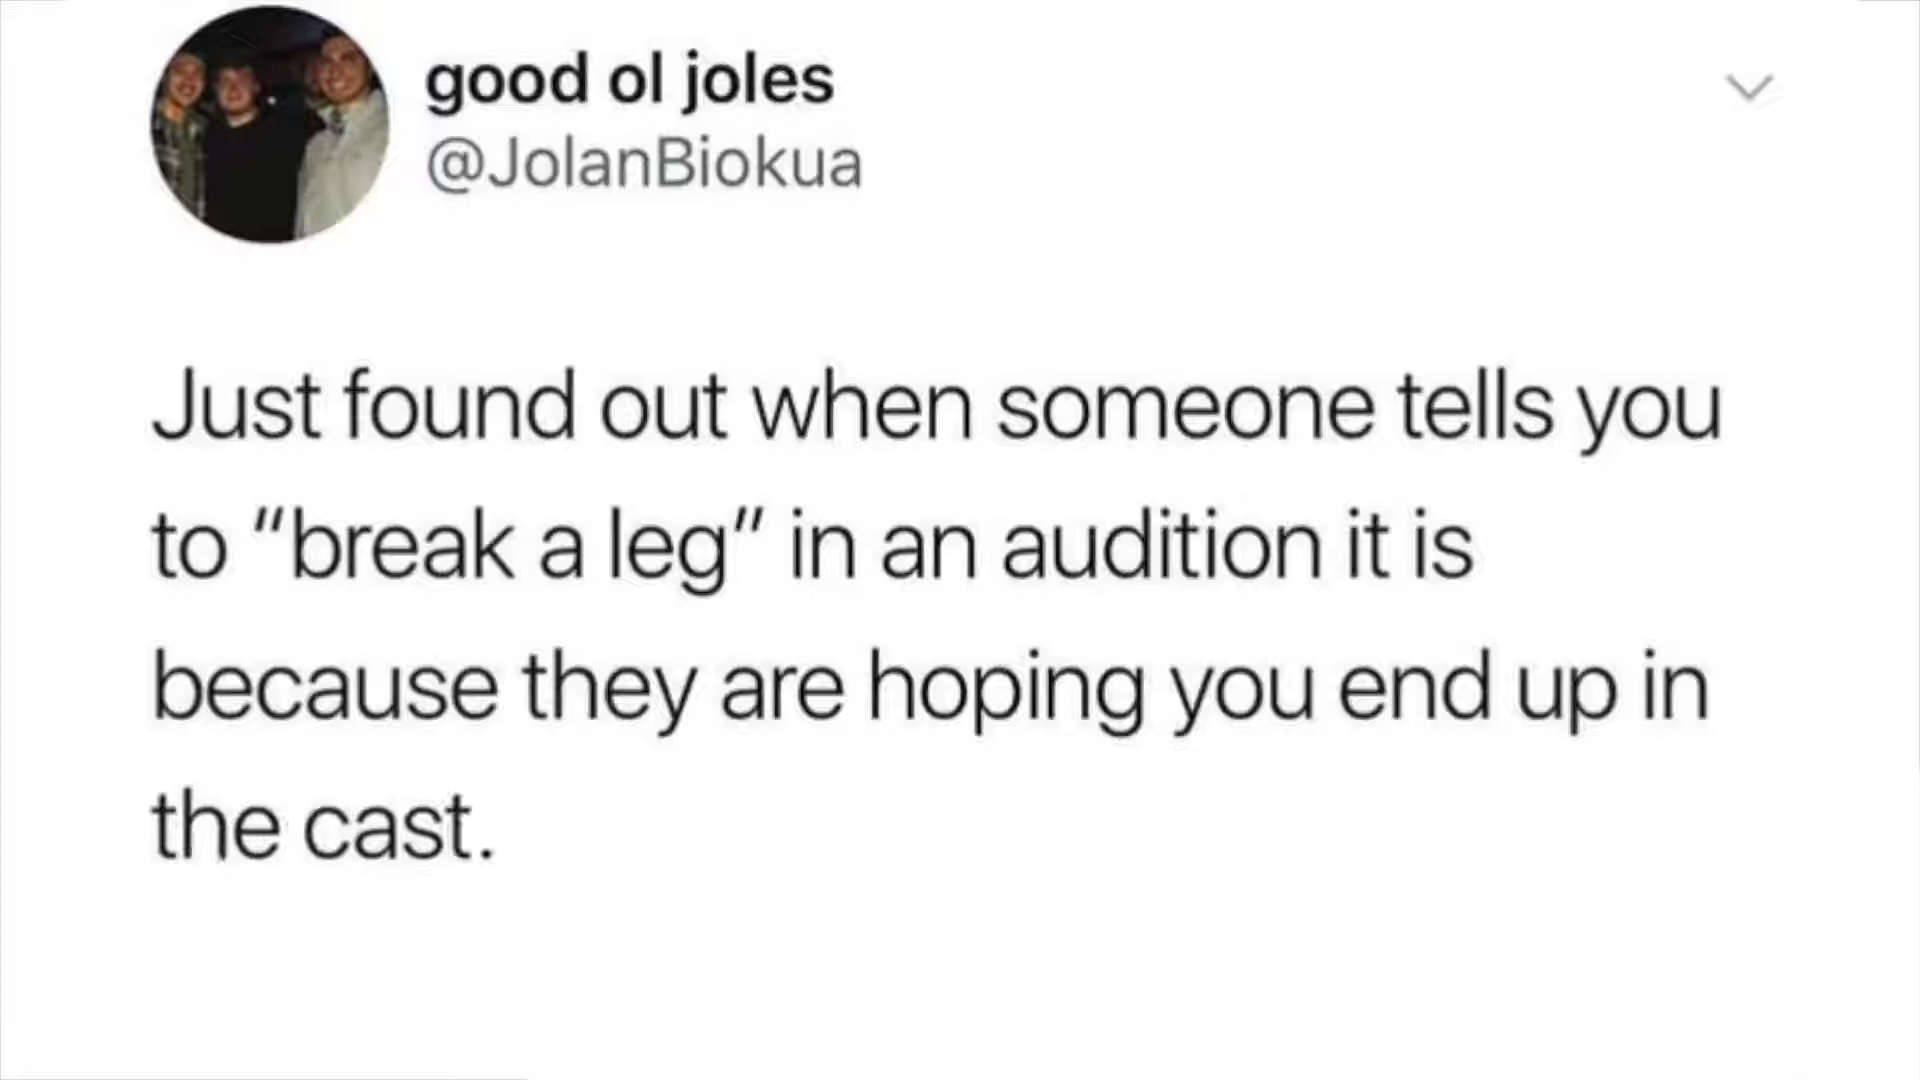 good ol joles
@JolanBiokua
Just found out when someone tells you
to “break a leg” in an audition it is
because they are hoping you end up in
the cast.